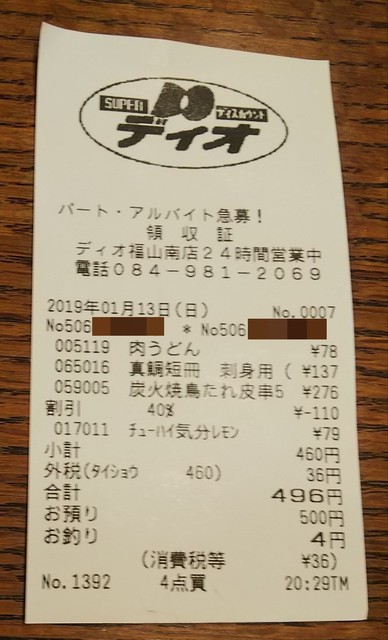 SUPER ディスカウント
ディオ
パート・アルバイト急募！
領収証
ディオ福山南店２４時間営業中
電話０８４－９８１－２０６９
2019年01月13日(日) No.0007
No506 * No506
005119 肉うどん ¥78
065016 真鯛短冊 刺身用( ¥137
059005 炭火焼鳥たれ皮串5 ¥276
割引 40% ¥-110
017011 チューハイ気分レモン ¥79
小計 460円
外税(タイショウ 460) 36円
合計 496円
お預り 500円
お釣り 4円
(消費税等 ¥36)
No.1392 4点買 20:29TM